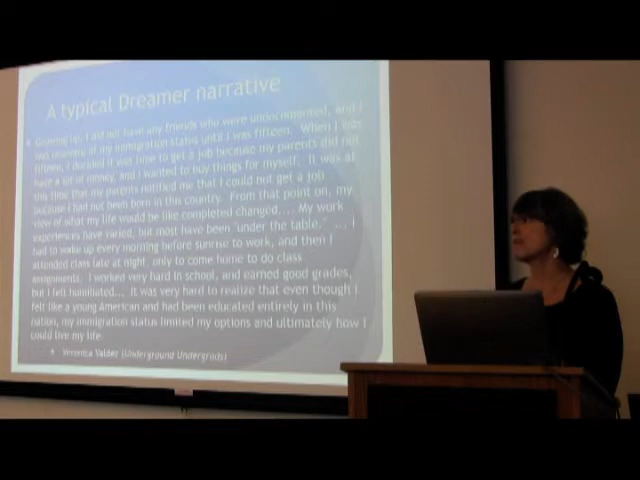 A typical Dreamer narrative
Growing up, I did not have any friends who were undocumented, and I
was unaware of my immigration status until I was fifteen. When I was
fifteen, I decided it was time to get a job because my parents did not
have a lot of money, and I wanted to buy things for myself. It was at
this time that my parents notified me that I could not get a job
because I had not been born in this country. From that point on, my
view of what my life would be like completed changed... My work
experiences have varied, but most have been "under the table." ... I
had to wake up every morning before sunrise to work, and then I
attended class late at night, only to come home to do class
assignments. I worked very hard in school, and earned good grades,
but I felt humiliated... It was very hard to realize that even though I
felt like a young American and had been educated entirely in this
nation, my immigration status limited my options and ultimately how I
could live my life.
Veronica Valdez (Underground Undergrads)